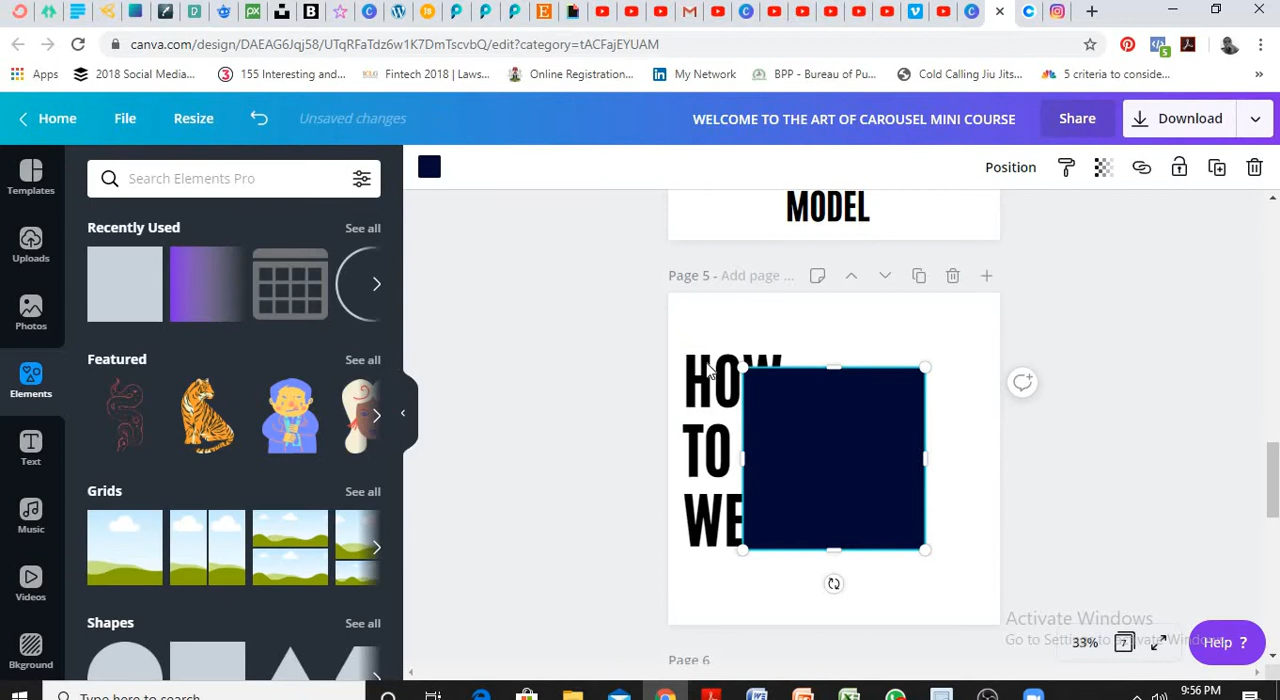 canva.com/design/DAEAG6Jqj58/UTqRFaTdz6w1K7DmTscvbQ/edit?category=tACFajEYUAM
Apps 2018 Social Media... 155 Interesting and... Fintech 2018 | Laws... Online Registration... My Network BPP - Bureau of Pu... Cold Calling Jiu Jits... 5 criteria to conside... »
Home File Resize Unsaved changes WELCOME TO THE ART OF CAROUSEL MINI COURSE Share Download
Templates
Uploads
Photos
Elements
Text
Music
Videos
Bkground
Search Elements Pro
Recently Used See all
Featured See all
Grids See all
Shapes See all
Position
MODEL
Page 5 - Add page ...
HOW
TO
WE
Page 6
Activate Windows
Go to Settings to activate Windows.
33% 7 Help ?
Type here to search
9:56 PM